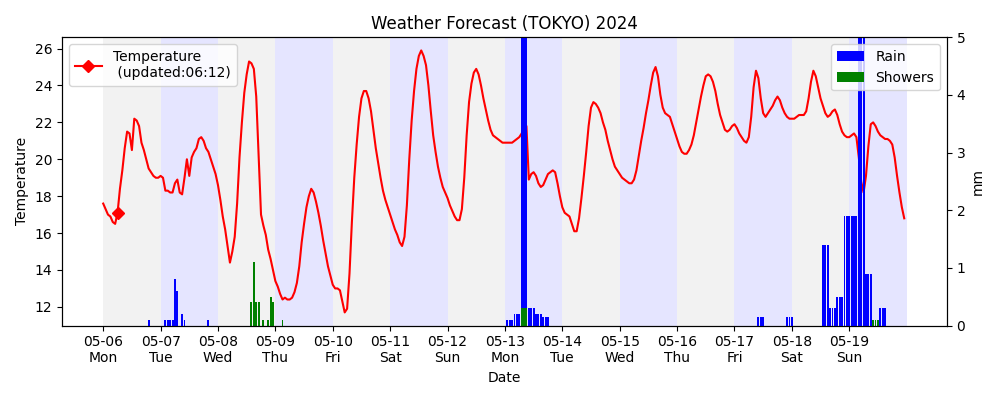 Weather Forecast (TOKYO) 2024
Temperature
(updated:06:12)
Rain
Showers
Temperature
26
24
22
20
18
16
14
12
5
4
3
2
1
0
mm
05-06 05-07 05-08 05-09 05-10 05-11 05-12 05-13 05-14 05-15 05-16 05-17 05-18 05-19
Mon Tue Wed Thu Fri Sat Sun Mon Tue Wed Thu Fri Sat Sun
Date